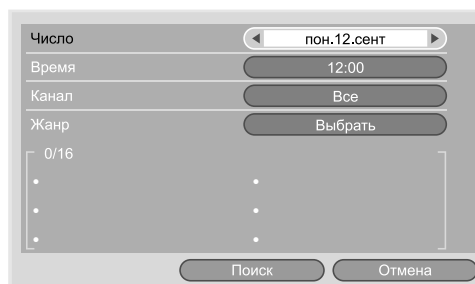 Число пон.12.сент
Время 12:00
Канал Все
Жанр Выбрать
0/16
Поиск Отмена